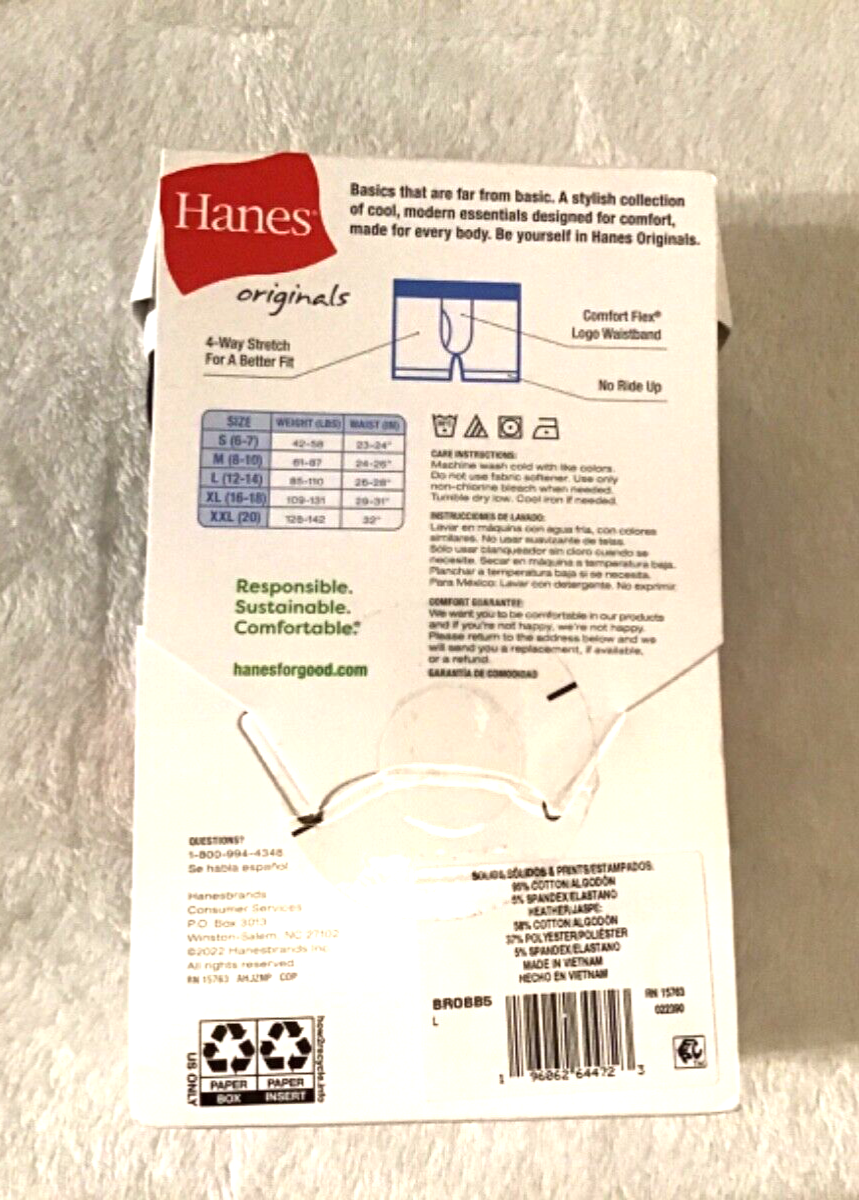 Hanes
originals
Basics that are far from basic. A stylish collection
of cool, modern essentials designed for comfort,
made for every body. Be yourself in Hanes Originals.
4-Way Stretch
For A Better Fit
Comfort Flex®
Logo Waistband
No Ride Up
SIZE WEIGHT (LBS) WAIST (IN)
S (6-7) 42-58 23-24"
M (8-10) 61-87 24-26"
L (12-14) 85-110 26-28"
XL (16-18) 109-131 29-31"
XXL (20) 128-142 32"
CARE INSTRUCTIONS:
Machine wash cold with like colors.
Do not use fabric softener. Use only
non-chlorine bleach when needed.
Tumble dry low. Cool iron if needed.
INSTRUCCIONES DE LAVADO:
Lavar en máquina con agua fría, con colores
similares. No usar suavizante de telas.
Sólo usar blanqueador sin cloro cuando se
necesite. Secar en máquina a temperatura baja.
Planchar a temperatura baja si se necesita.
Para México: Lavar con detergente. No exprimir
COMFORT GUARANTEE:
We want you to be comfortable in our products
and if you're not happy, we're not happy.
Please return to the address below and we
will send you a replacement, if available,
or a refund.
GARANTÍA DE COMODIDAD
Responsible.
Sustainable.
Comfortable.®
hanesforgood.com
QUESTIONS?
1-800-994-4348
Se habla español
Hanesbrands
Consumer Services
P.O. Box 3013
Winston-Salem, NC 27102
©2022 Hanesbrands Inc.
All rights reserved.
RN 15763 AHJZMP COP
SOLIDS, SÓLIDOS & PRINTS/ESTAMPADOS:
95% COTTON/ALGODÓN
5% SPANDEX/ELASTANO
HEATHER/JASPE:
58% COTTON/ALGODÓN
37% POLYESTER/POLIÉSTER
5% SPANDEX/ELASTANO
MADE IN VIETNAM
HECHO EN VIETNAM
BROBB5
L
RN 15763
022390
1 96062 64472 3
US ONLY
PAPER PAPER
BOX INSERT
how2recycle.info